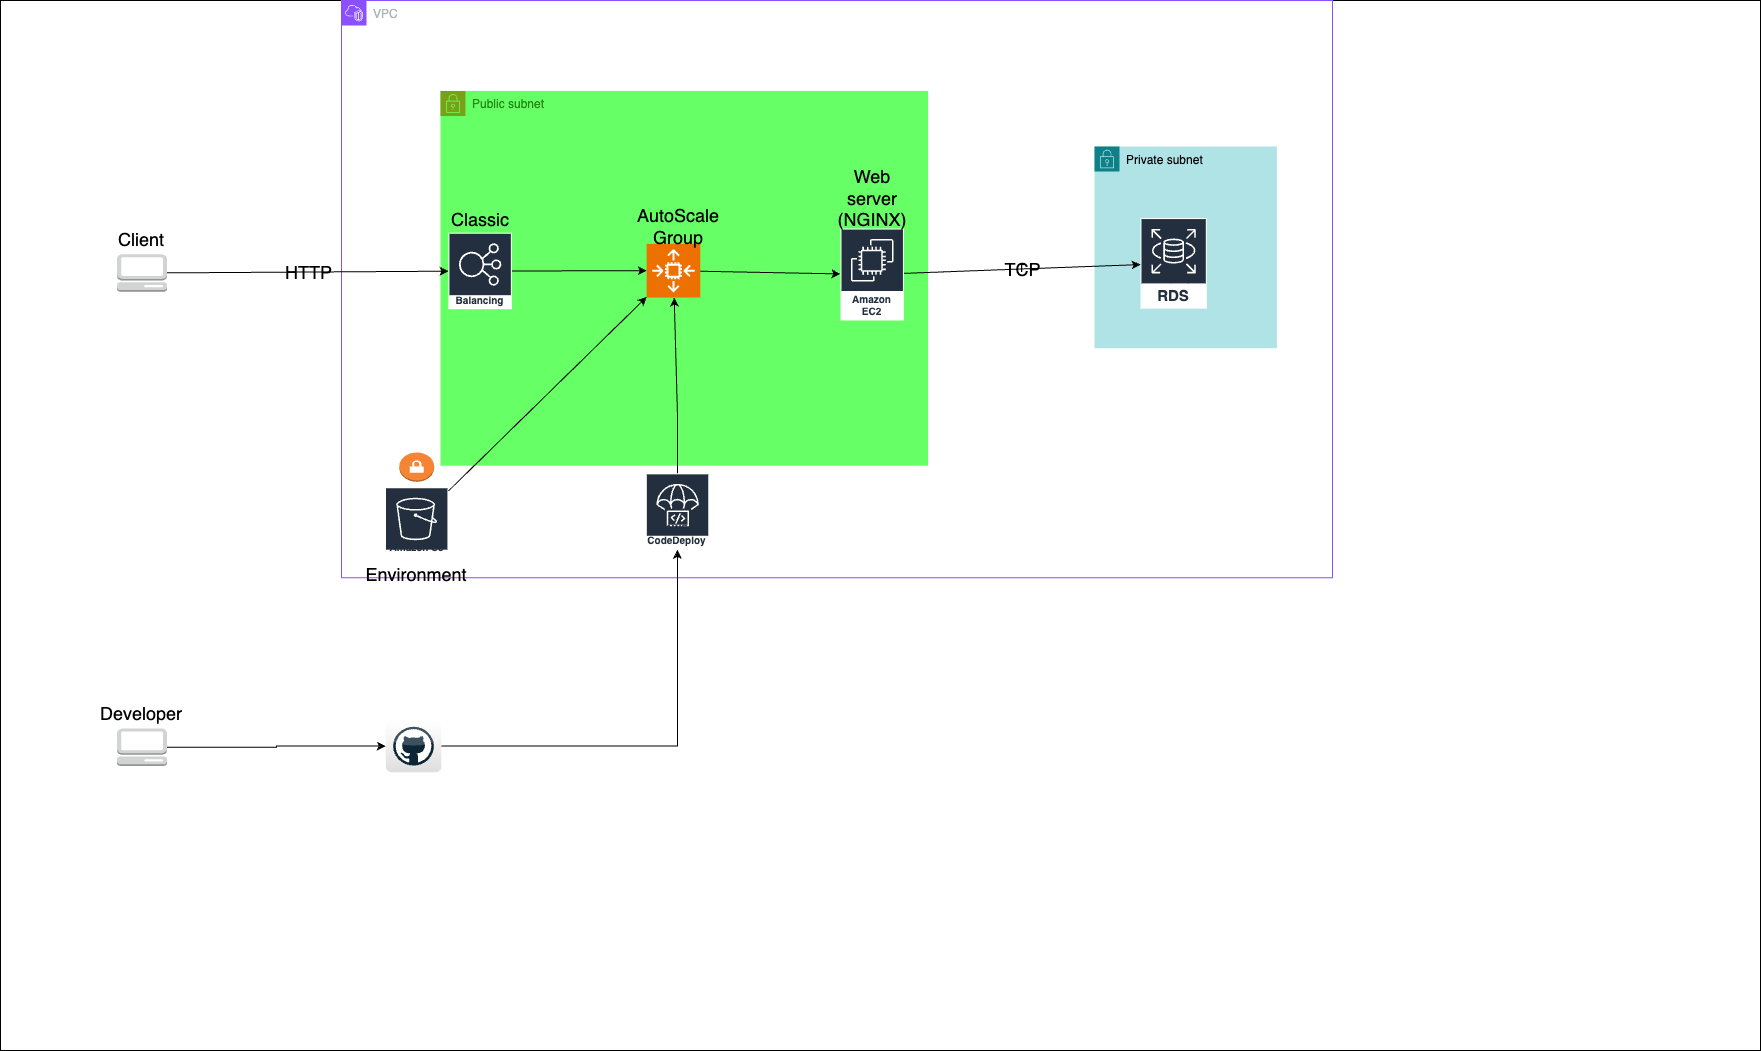 VPC
Public subnet
Private subnet
Web
server
(NGINX)
AutoScale
Group
Classic
Client
HTTP
Balancing
Amazon
EC2
TCP
RDS
CodeDeploy
Environment
Developer